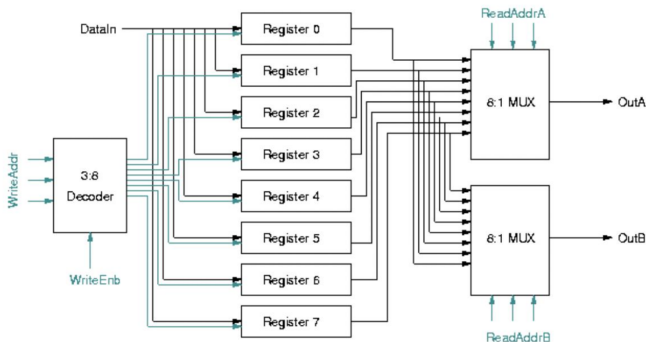 ReadAddrA
DataIn
Register 0
Register 1
Register 2
8:1 MUX
OutA
Register 3
WriteAddr
3:8
Decoder
Register 4
Register 5
8:1 MUX
OutB
WriteEnb
Register 6
Register 7
ReadAddrB